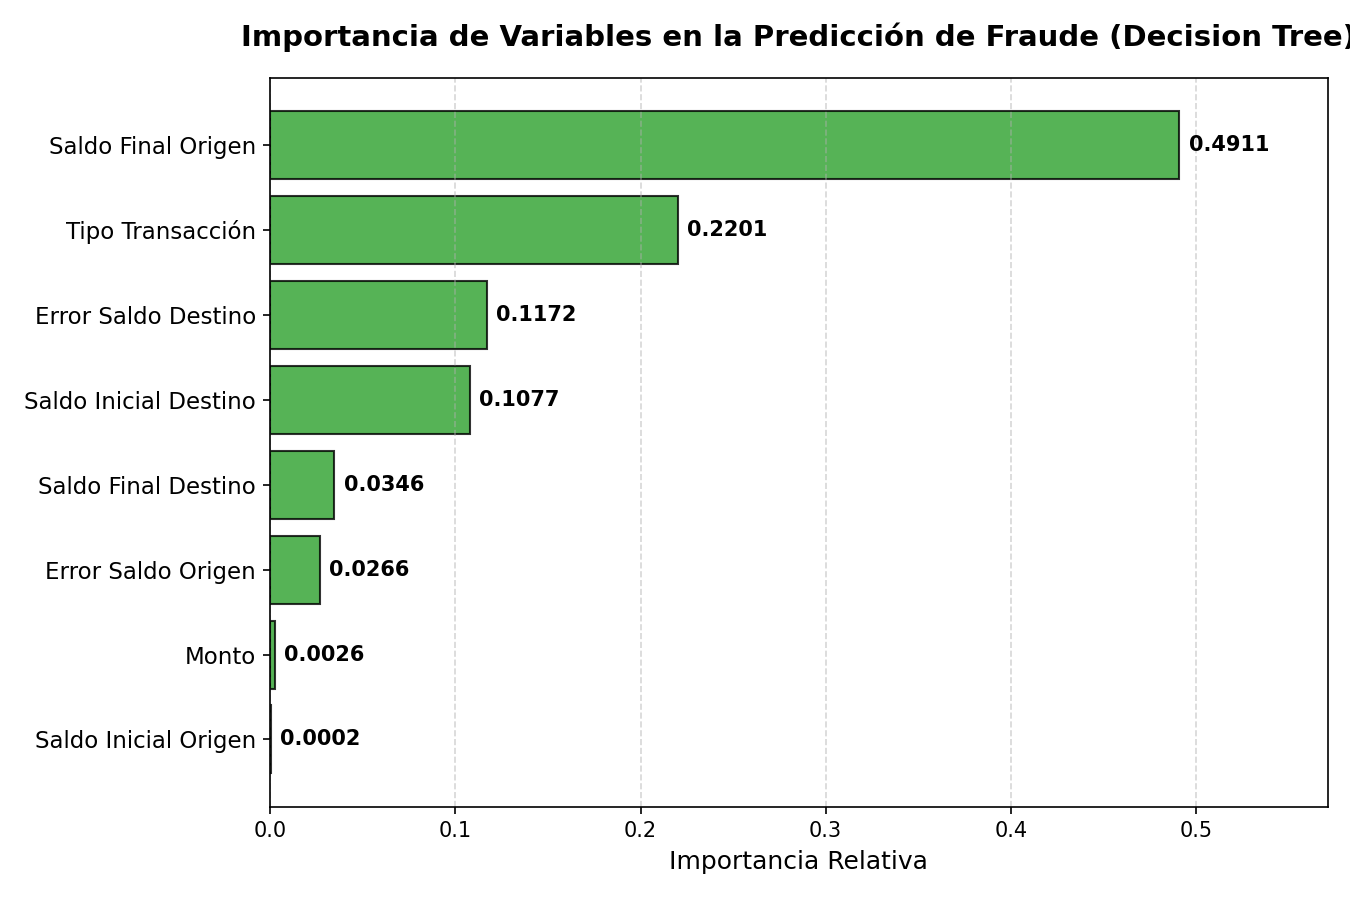 Importancia de Variables en la Predicción de Fraude (Decision Tree)
Saldo Final Origen 0.4911
Tipo Transacción 0.2201
Error Saldo Destino 0.1172
Saldo Inicial Destino 0.1077
Saldo Final Destino 0.0346
Error Saldo Origen 0.0266
Monto 0.0026
Saldo Inicial Origen 0.0002
0.0 0.1 0.2 0.3 0.4 0.5
Importancia Relativa